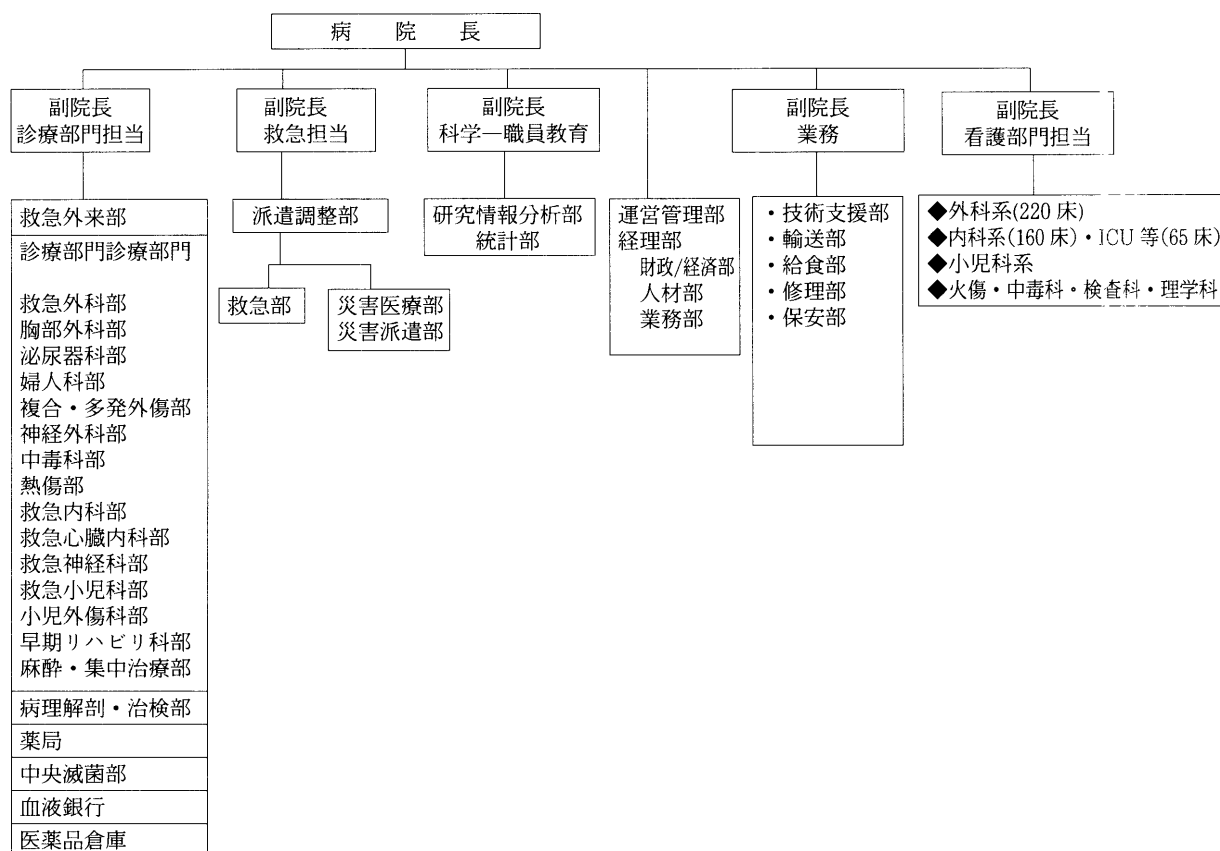 病　院　長
副院長
診療部門担当
副院長
救急担当
副院長
科学―職員教育
副院長
業務
副院長
看護部門担当
救急外来部
診療部門診療部門
救急外科部
胸部外科部
泌尿器科部
婦人科部
複合・多発外傷部
神経外科部
中毒科部
熱傷部
救急内科部
救急心臓内科部
救急神経科部
救急小児科部
小児外傷科部
早期リハビリ科部
麻酔・集中治療部
病理解剖・治検部
薬局
中央滅菌部
血液銀行
医薬品倉庫
派遣調整部
救急部
災害医療部
災害派遣部
研究情報分析部
統計部
運営管理部
経理部
財政/経済部
人材部
業務部
・技術支援部
・輸送部
・給食部
・修理部
・保安部
◆外科系(220床)
◆内科系(160床)・ICU等(65床)
◆小児科系
◆火傷・中毒科・検査科・理学科